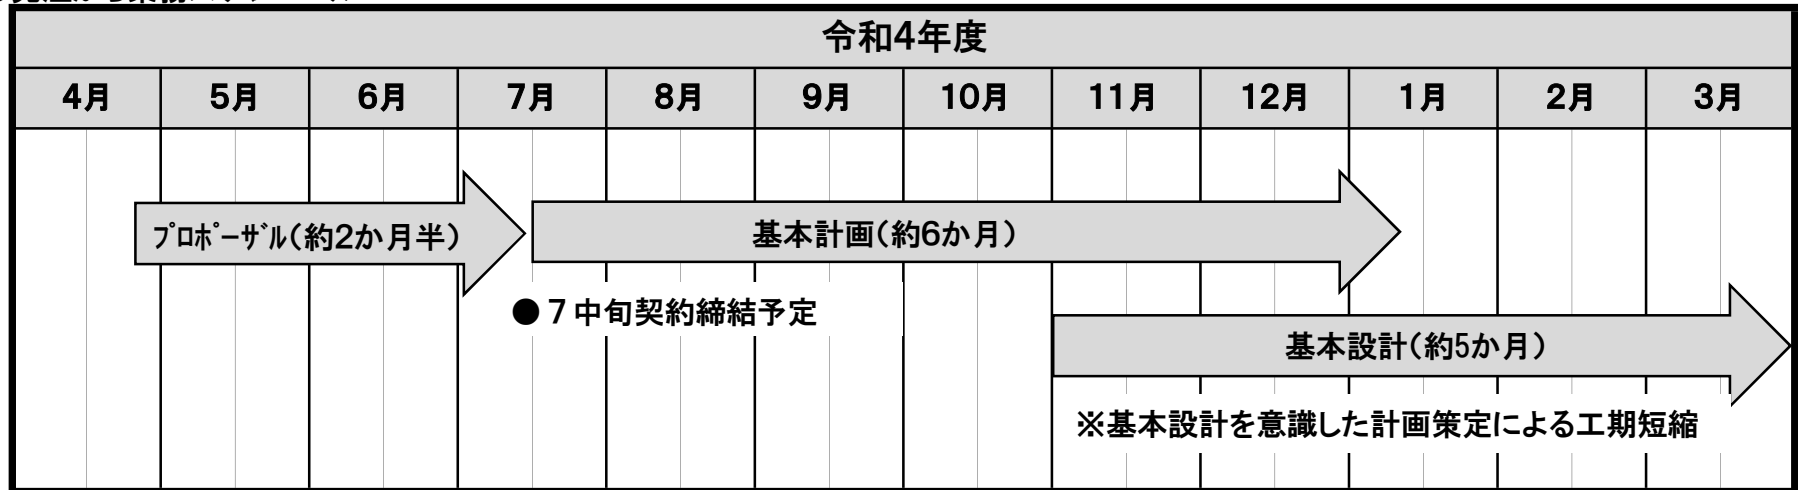 令和4年度
4月 5月 6月 7月 8月 9月 10月 11月 12月 1月 2月 3月
ﾌﾟﾛﾎﾟｰｻﾞﾙ(約2か月半) 基本計画(約6か月)
●７中旬契約締結予定
基本設計(約5か月)
※基本設計を意識した計画策定による工期短縮